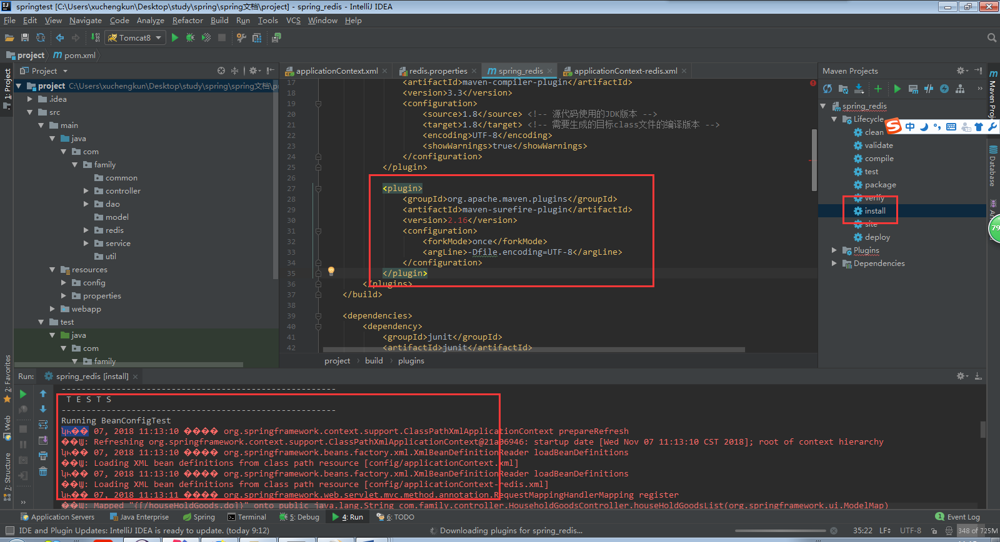 springtest [C:\Users\xuchengkun\Desktop\study\spring\spring文档\project] - spring_redis - IntelliJ IDEA
File Edit View Navigate Code Analyze Refactor Build Run Tools VCS Window Help
Tomcat8
project pom.xml
Project
applicationContext.xml
redis.properties
spring_redis
applicationContext-redis.xml
Maven Projects
1: Project
project C:\Users\xuchengkun\Desktop\study\spring\spring文档\pr
.idea
src
main
java
com
family
common
controller
dao
model
redis
service
util
resources
config
properties
webapp
test
java
com
family
17 <artifactId>maven-compiler-plugin</artifactId>
18 <version>3.3</version>
19 <configuration>
20 <source>1.8</source> <!-- 源代码使用的JDK版本 -->
21 <target>1.8</target> <!-- 需要生成的目标class文件的编译版本 -->
22 <encoding>UTF-8</encoding>
23 <showWarnings>true</showWarnings>
24 </configuration>
25 </plugin>
26
27 <plugin>
28 <groupId>org.apache.maven.plugins</groupId>
29 <artifactId>maven-surefire-plugin</artifactId>
30 <version>2.16</version>
31 <configuration>
32 <forkMode>once</forkMode>
33 <argLine>-Dfile.encoding=UTF-8</argLine>
34 </configuration>
35 </plugin>
36 </plugins>
37 </build>
38
39 <dependencies>
40 <dependency>
41 <groupId>junit</groupId>
42 <artifactId>junit</artifactId>
project build plugins
spring_redis
Lifecycle
clean
validate
compile
test
package
verify
install
site
deploy
Plugins
Dependencies
中
Maven Proje
Database
79
2: Favorites
Web
7: Structure
Run: spring_redis [install]
-------------------------------------------------------
T E S T S
-------------------------------------------------------
Running BeanConfigTest
07, 2018 11:13:10 ���� org.springframework.context.support.ClassPathXmlApplicationContext prepareRefresh
��Ϣ: Refreshing org.springframework.context.support.ClassPathXmlApplicationContext@21a06946: startup date [Wed Nov 07 11:13:10 CST 2018]; root of context hierarchy
07, 2018 11:13:10 ���� org.springframework.beans.factory.xml.XmlBeanDefinitionReader loadBeanDefinitions
��Ϣ: Loading XML bean definitions from class path resource [config/applicationContext.xml]
07, 2018 11:13:10 ���� org.springframework.beans.factory.xml.XmlBeanDefinitionReader loadBeanDefinitions
��Ϣ: Loading XML bean definitions from class path resource [config/applicationContext-redis.xml]
07, 2018 11:13:11 ���� org.springframework.web.servlet.mvc.method.annotation.RequestMappingHandlerMapping register
��Ϣ: Mapped "{[/houseHoldGoods.do]}" onto public java.lang.String com.family.controller.HouseholdGoodsController.houseHoldGoodsList(org.springframework.ui.ModelMap)
Application Servers Java Enterprise Spring Terminal 5: Debug 4: Run 6: TODO 1 Event Log
IDE and Plugin Updates: IntelliJ IDEA is ready to update. (today 9:12) Downloading plugins for spring_redis... 35:22 LF UTF-8 348 of 725M